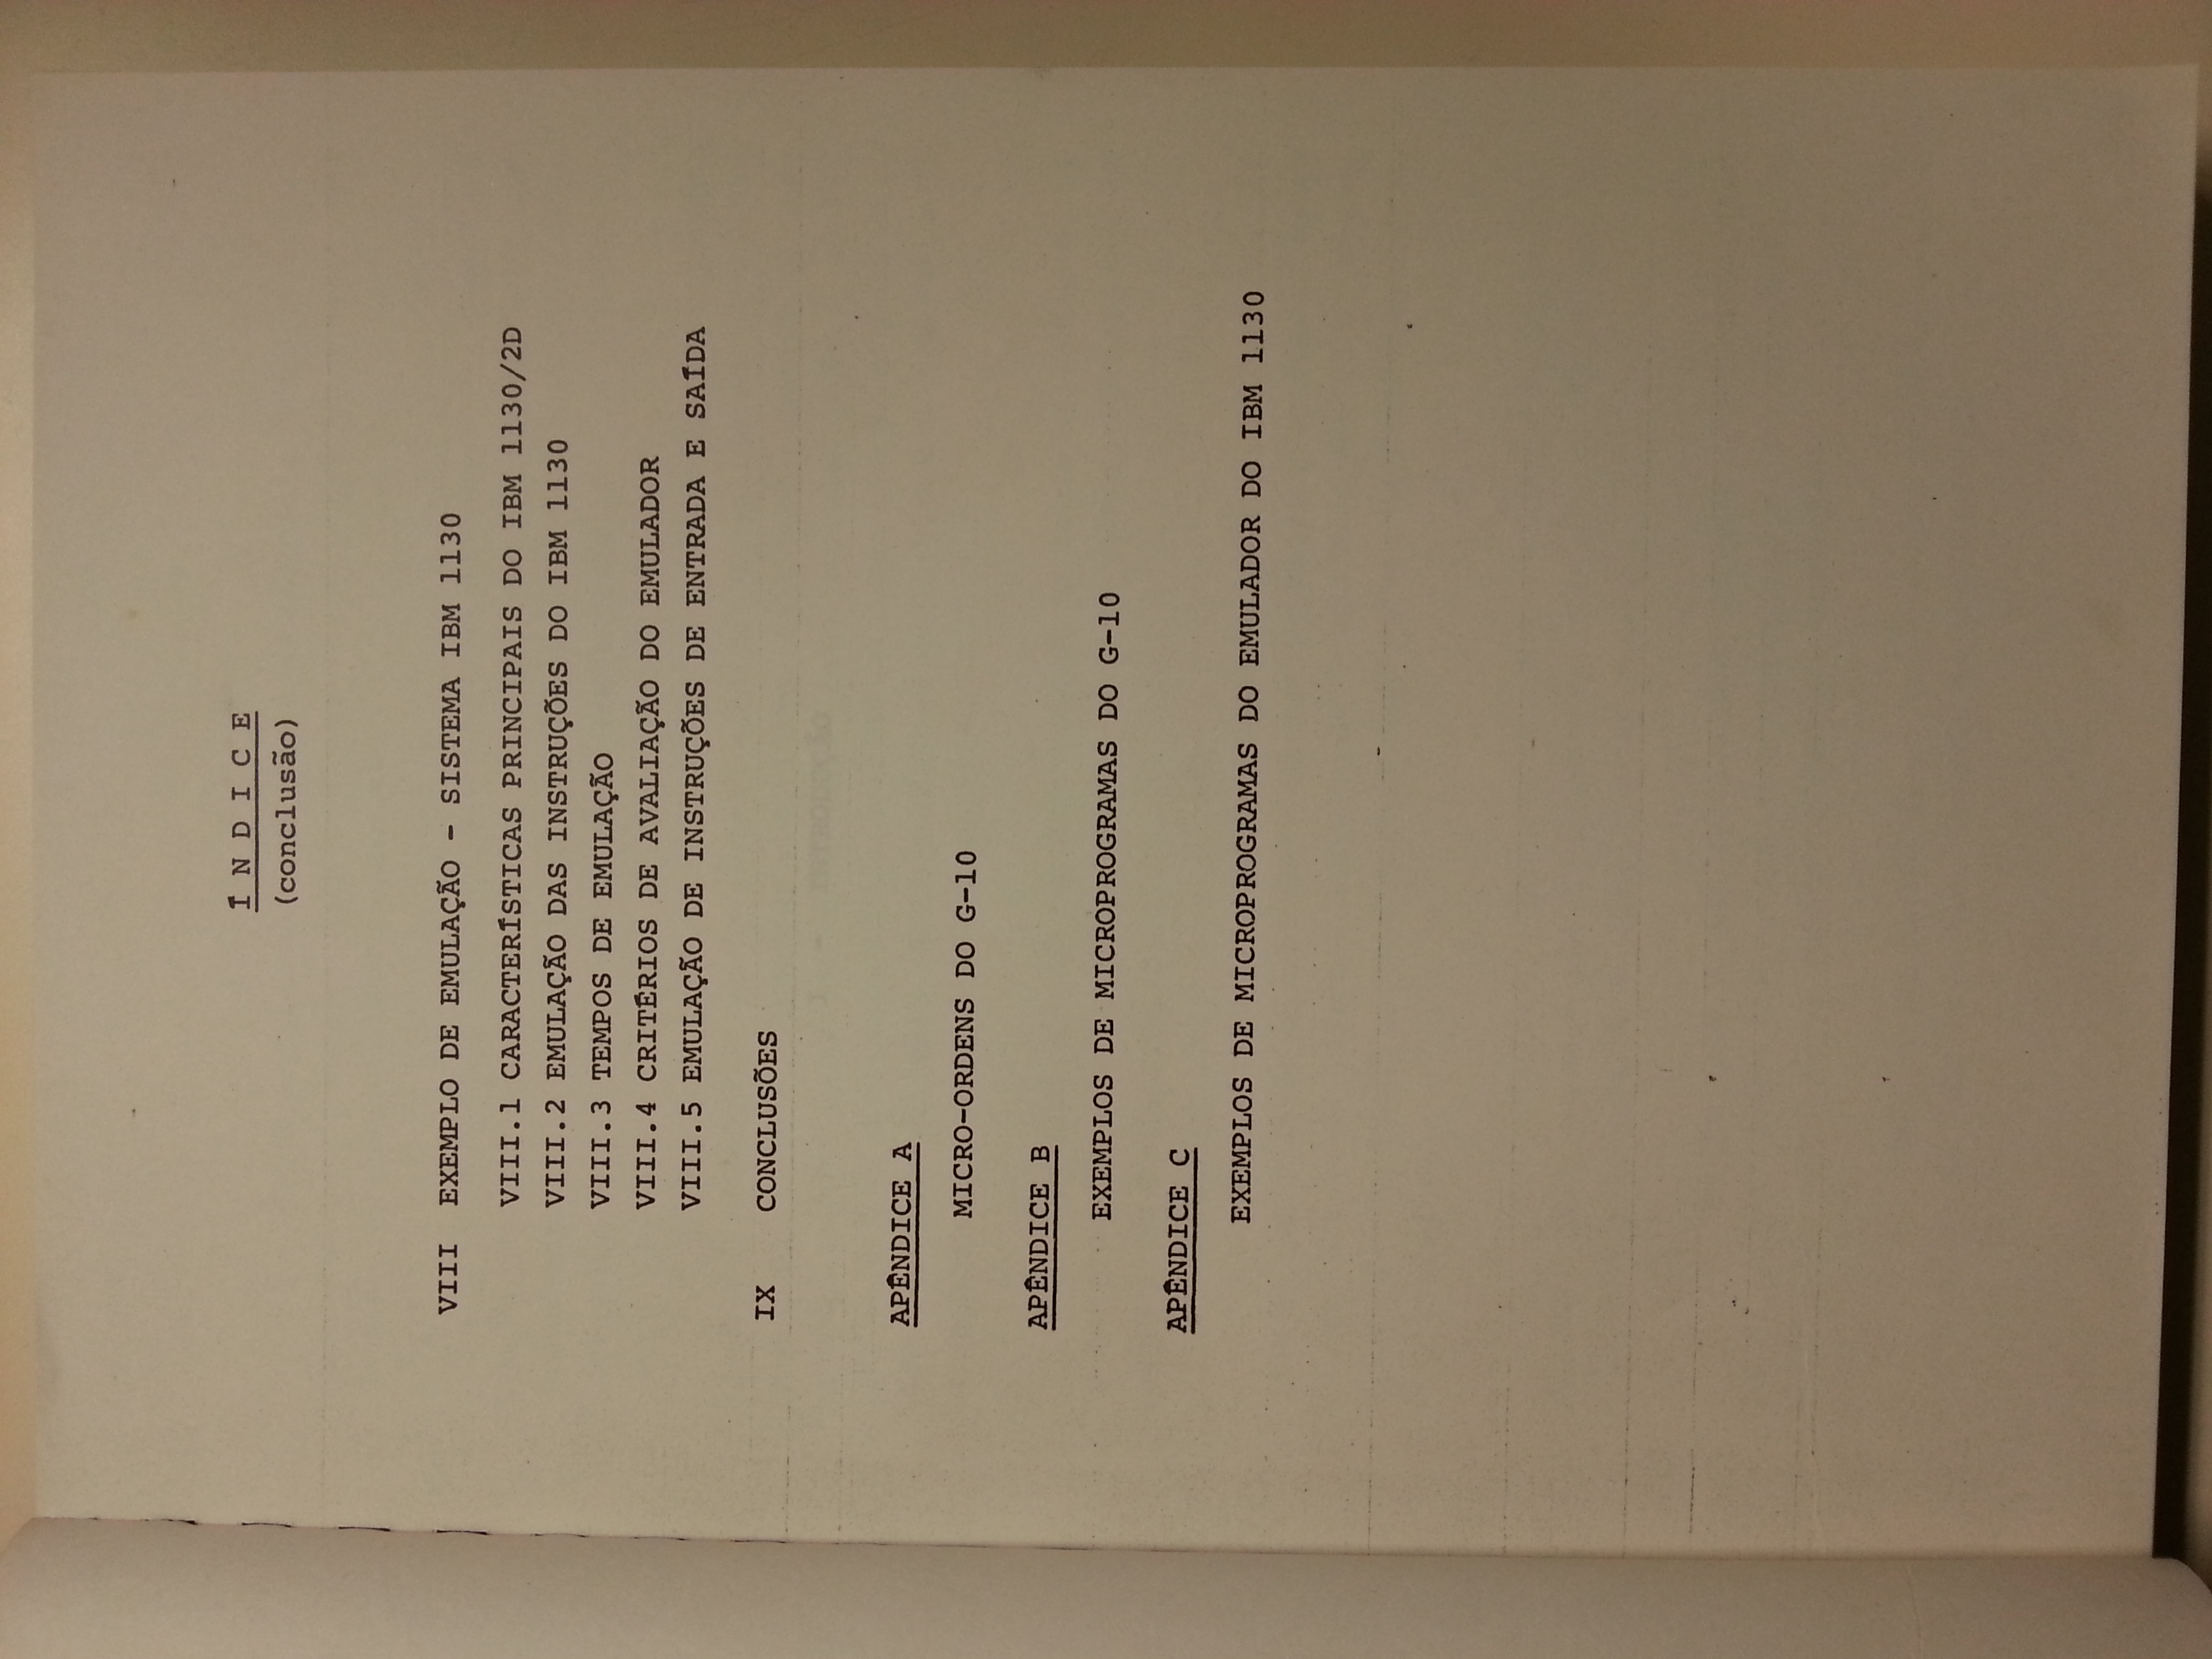 Í N D I C E
(conclusão)
VIII EXEMPLO DE EMULAÇÃO - SISTEMA IBM 1130
VIII.1 CARACTERÍSTICAS PRINCIPAIS DO IBM 1130/2D
VIII.2 EMULAÇÃO DAS INSTRUÇÕES DO IBM 1130
VIII.3 TEMPOS DE EMULAÇÃO
VIII.4 CRITÉRIOS DE AVALIAÇÃO DO EMULADOR
VIII.5 EMULAÇÃO DE INSTRUÇÕES DE ENTRADA E SAÍDA
IX CONCLUSÕES
APÊNDICE A
MICRO-ORDENS DO G-10
APÊNDICE B
EXEMPLOS DE MICROPROGRAMAS DO G-10
APÊNDICE C
EXEMPLOS DE MICROPROGRAMAS DO EMULADOR DO IBM 1130